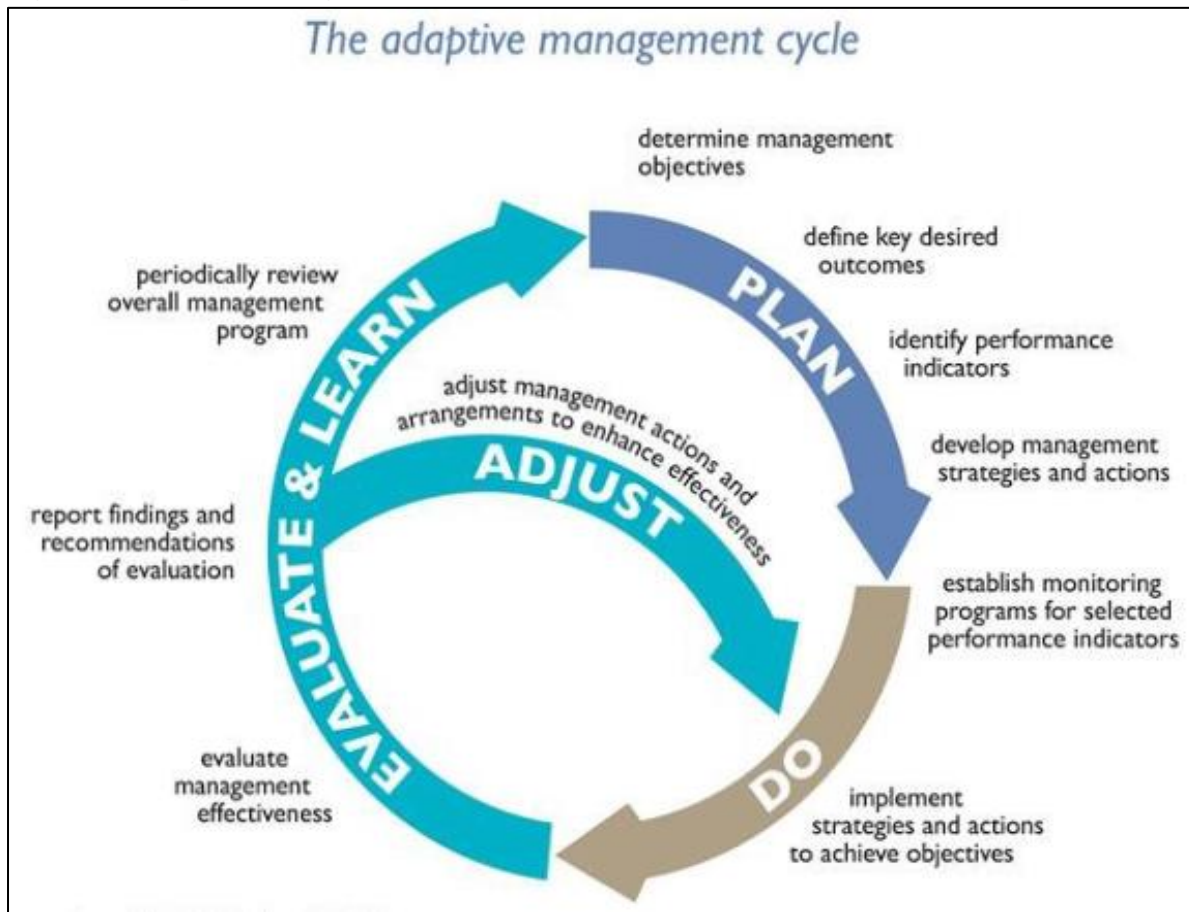 The adaptive management cycle
determine management
objectives
define key desired
outcomes
PLAN
identify performance
indicators
develop management
strategies and actions
establish monitoring
programs for selected
performance indicators
DO
implement
strategies and actions
to achieve objectives
evaluate
management
effectiveness
EVALUATE & LEARN
report findings and
recommendations
of evaluation
periodically review
overall management
program
adjust management actions and
arrangements to enhance effectiveness
ADJUST